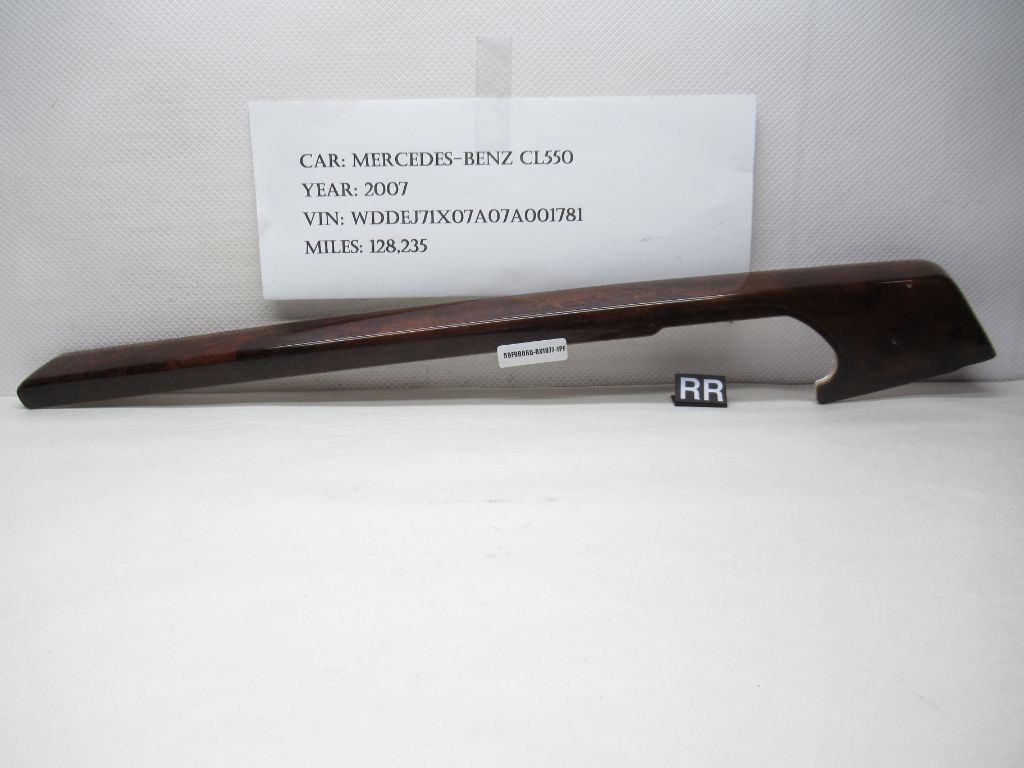 CAR: MERCEDES-BENZ CL550
YEAR: 2007
VIN: WDDEJ71X07A07A001781
MILES: 128,235
RR